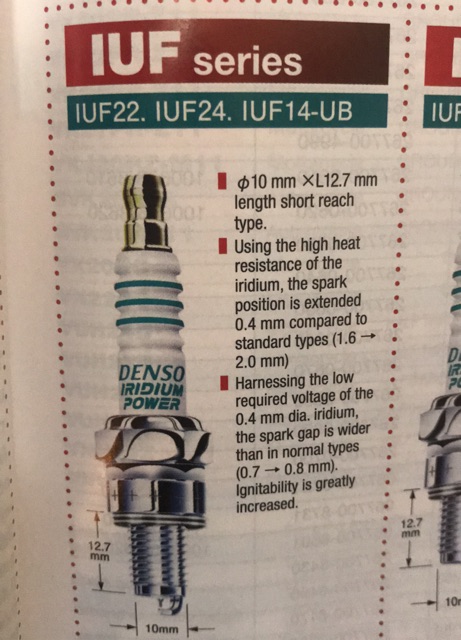 IUF series
IUF22. IUF24. IUF14-UB
IUF
φ10 mm ×L12.7 mm
length short reach
type.
Using the high heat
resistance of the
iridium, the spark
position is extended
0.4 mm compared to
standard types (1.6 →
2.0 mm)
Harnessing the low
required voltage of the
0.4 mm dia. iridium,
the spark gap is wider
than in normal types
(0.7 → 0.8 mm).
Ignitability is greatly
increased.
DENSO
IRIDIUM
POWER
12.7
mm
10mm
12.7
mm